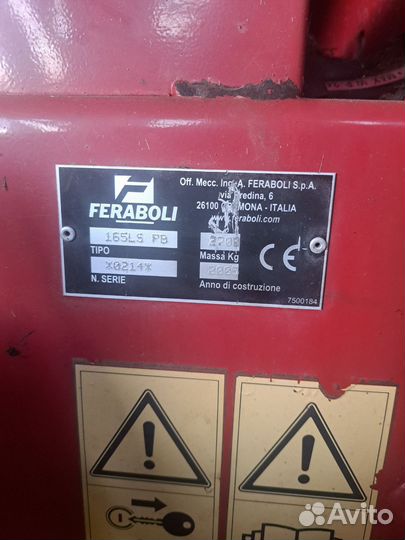 FERABOLI
Off. Mecc. Ing. A. FERABOLI S.p.A.
via Bredina, 6
26100 CREMONA - ITALIA
www.feraboli.com
165LS PB
TIPO
Massa Kg
*0214*
N. SERIE
Anno di costruzione
CE
7500184
Avito